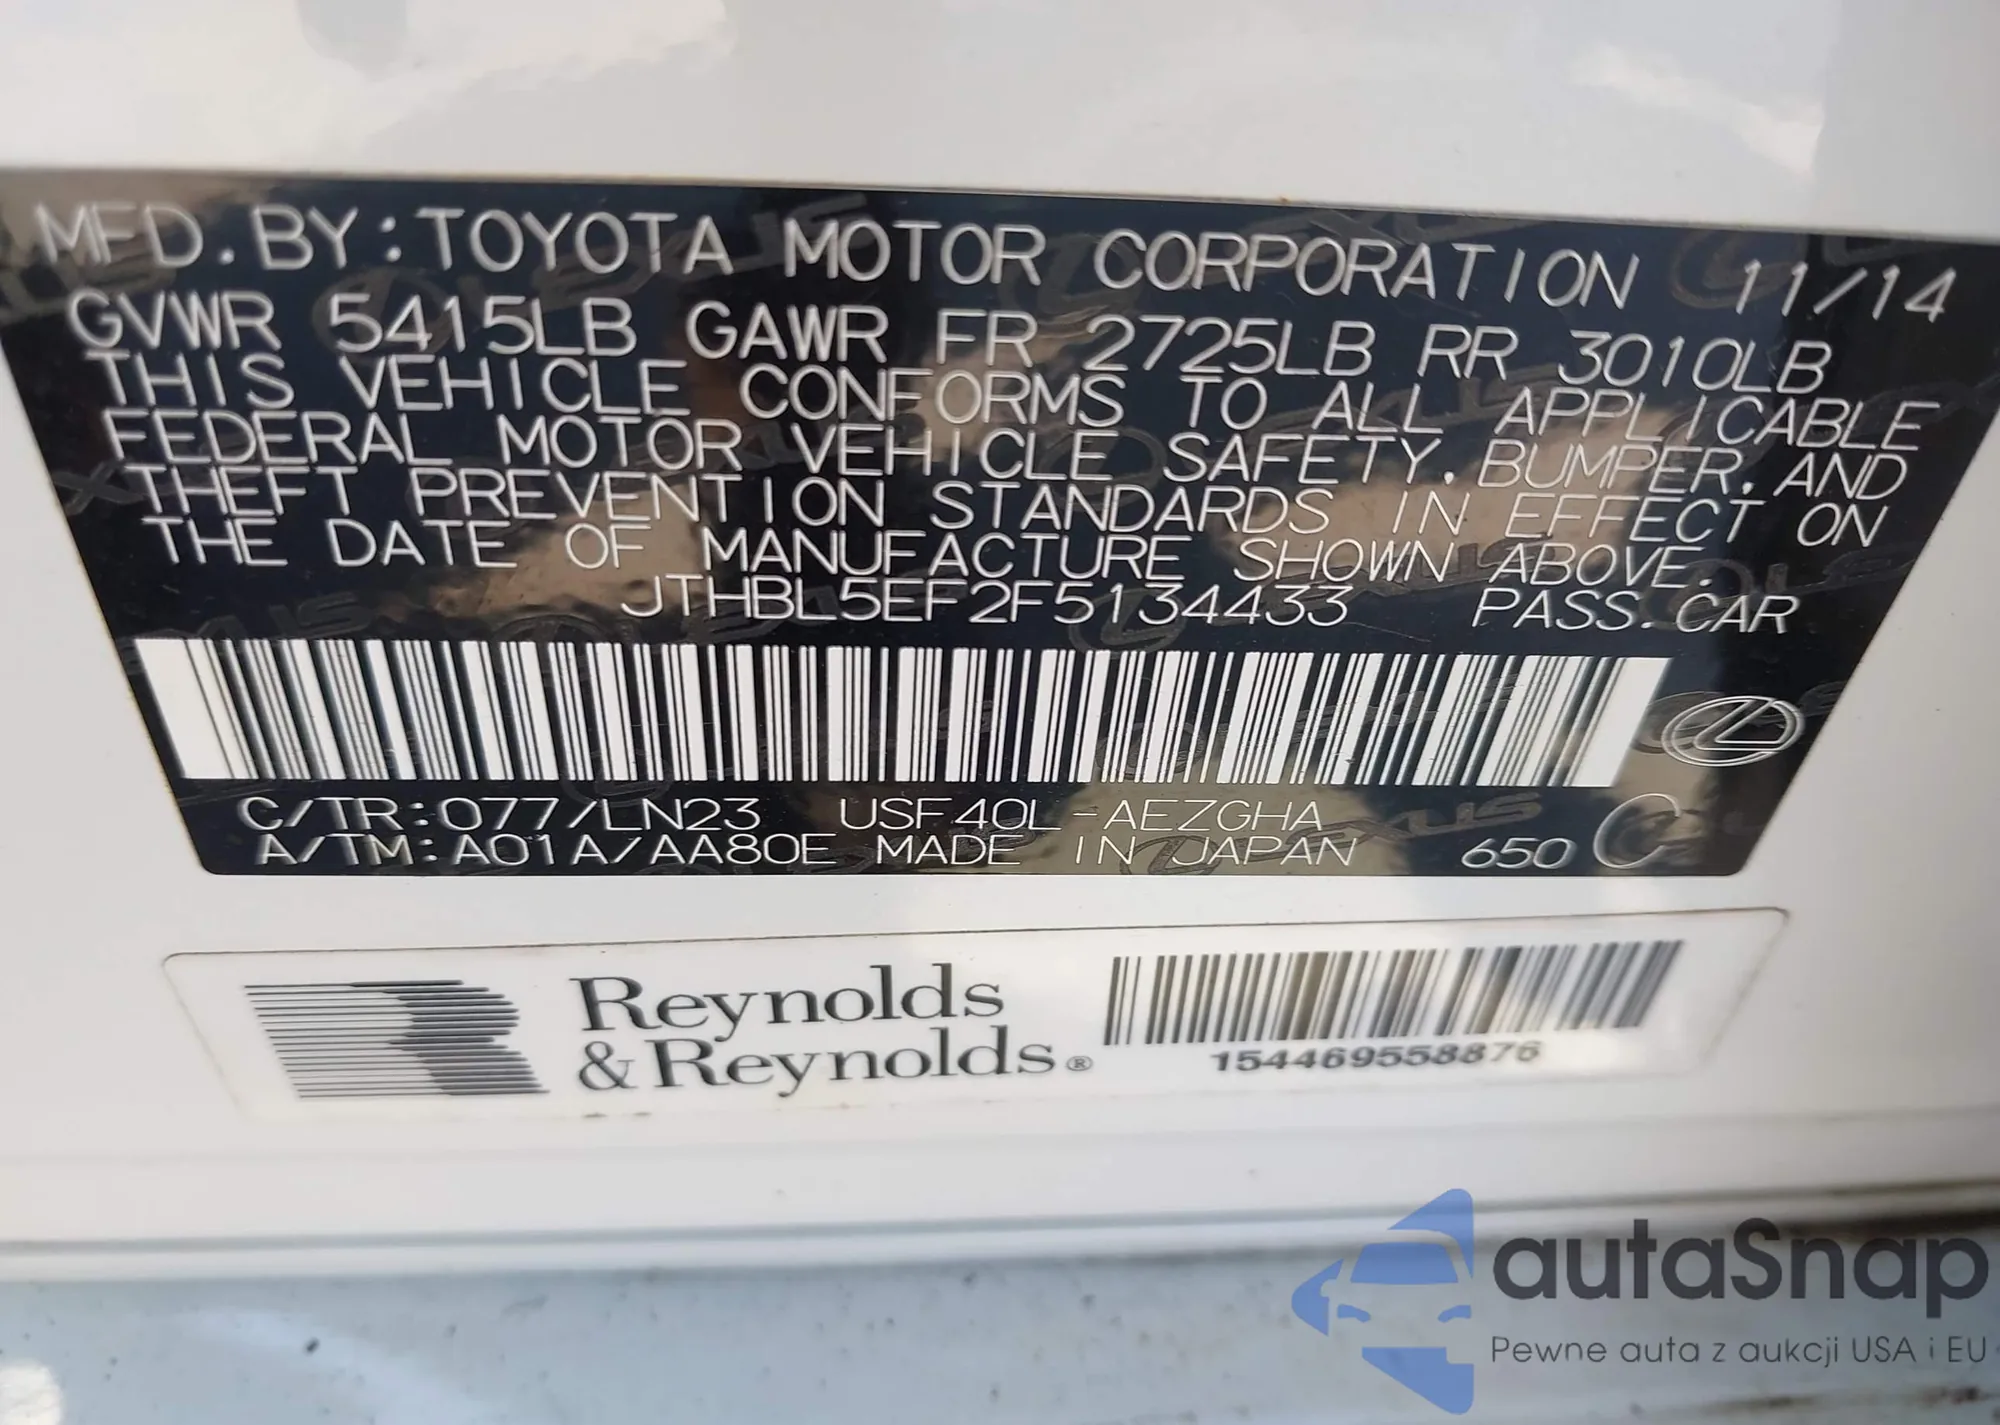 MFD.BY:TOYOTA MOTOR CORPORATION 11/14
GVWR 5415LB GAWR FR 2725LB RR 3010LB
THIS VEHICLE CONFORMS TO ALL APPLICABLE
FEDERAL MOTOR VEHICLE SAFETY, BUMPER, AND
THEFT PREVENTION STANDARDS IN EFFECT ON
THE DATE OF MANUFACTURE SHOWN ABOVE.
JTHBL5EF2F5134433 PASS.CAR
C/TR:077/LN23 USF40L-AEZGHA
A/TM:A01A/AA80E MADE IN JAPAN 650 C
Reynolds
& Reynolds®
154469558876
autaSnap
Pewne auta z aukcji USA i EU